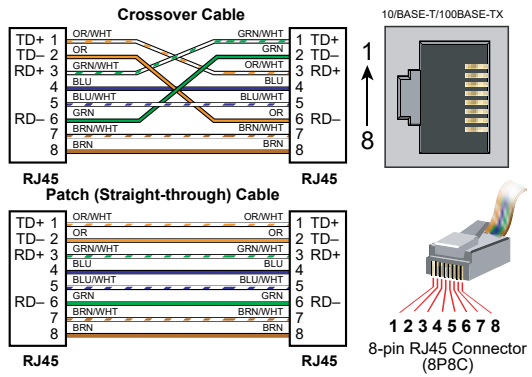 Crossover Cable
10/BASE-T/100BASE-TX
TD+ 1 OR/WHT GRN/WHT 1 TD+
TD– 2 OR GRN 2 TD–
RD+ 3 GRN/WHT OR/WHT 3 RD+
4 BLU BLU 4
5 BLU/WHT BLU/WHT 5
RD– 6 GRN OR 6 RD–
7 BRN/WHT BRN/WHT 7
8 BRN BRN 8
RJ45 RJ45
1
8
Patch (Straight-through) Cable
TD+ 1 OR/WHT OR/WHT 1 TD+
TD– 2 OR OR 2 TD–
RD+ 3 GRN/WHT GRN/WHT 3 RD+
4 BLU BLU 4
5 BLU/WHT BLU/WHT 5
RD– 6 GRN GRN 6 RD–
7 BRN/WHT BRN/WHT 7
8 BRN BRN 8
RJ45 RJ45
1 2 3 4 5 6 7 8
8-pin RJ45 Connector
(8P8C)